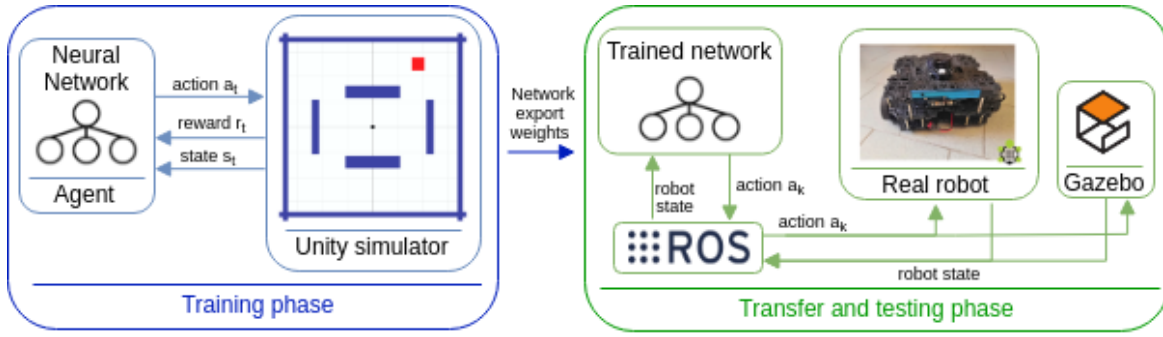 Neural
Network
Agent
action aₜ
reward rₜ
state sₜ
Unity simulator
Training phase
Network
export
weights
Trained network
robot
state
action aₖ
ROS
action aₖ
Real robot
Gazebo
robot state
Transfer and testing phase